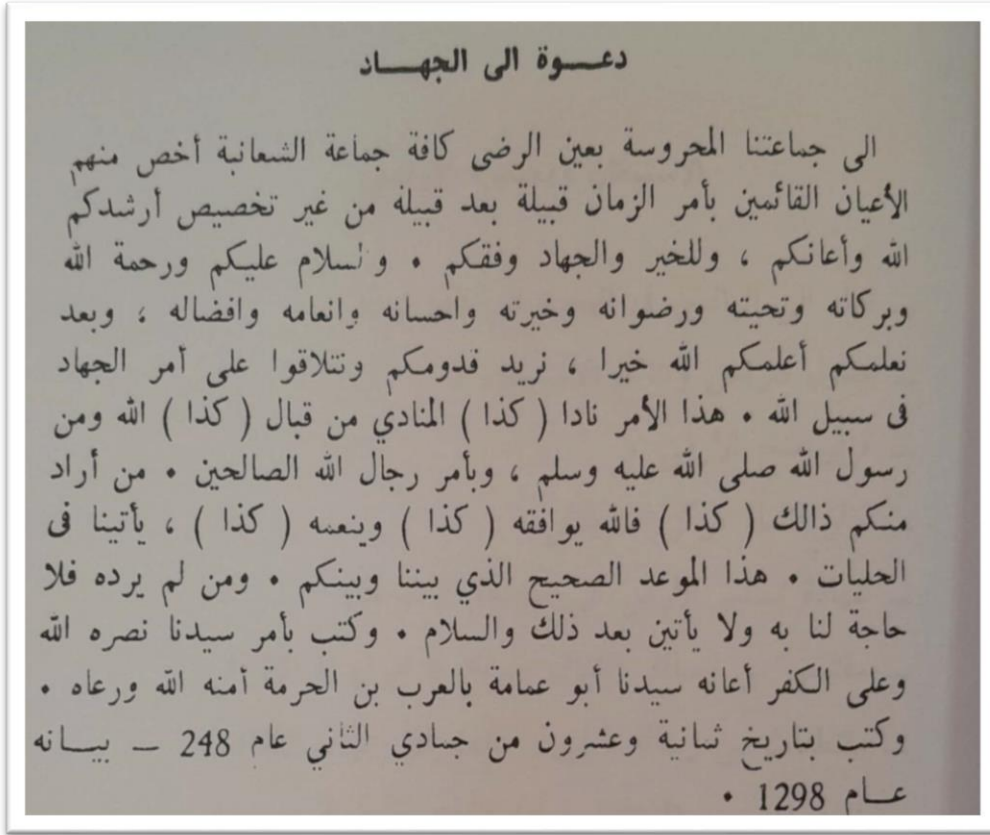 دعــوة الى الجهــاد
الى جماعتنا المحروسة بعين الرضى كافة جماعة الشعانبة أخص منهم
الأعيان القائمين بأمر الزمان قبيلة بعد قبيلة من غير تخصيص أرشدكم
الله وأعانكم ، وللخير والجهاد وفقكم • والسلام عليكم ورحمة الله
وبركاته وتحيته ورضوانه وخيرته واحسانه وانعامه وافضاله ، وبعد
نعلمكم أعلمكم الله خيرا ، نريد قدومكم ونتلاقوا على أمر الجهاد
فى سبيل الله • هذا الأمر نادا ( كذا ) المنادي من قبال ( كذا ) الله ومن
رسول الله صلى الله عليه وسلم ، وبأمر رجال الله الصالحين • من أراد
منكم ذالك ( كذا ) فالله يوافقه ( كذا ) وينعمه ( كذا ) ، يأتينا فى
الحليات • هذا الموعد الصحيح الذي بيننا وبينكم • ومن لم يرده فلا
حاجة لنا به ولا يأتين بعد ذلك والسلام • وكتب بأمر سيدنا نصره الله
وعلى الكفر أعانه سيدنا أبو عمامة بالعرب بن الحرمة أمنه الله ورعاه •
وكتب بتاريخ ثمانية وعشرون من جمادي الثاني عام 248 — بيــانه
عــام 1298 •